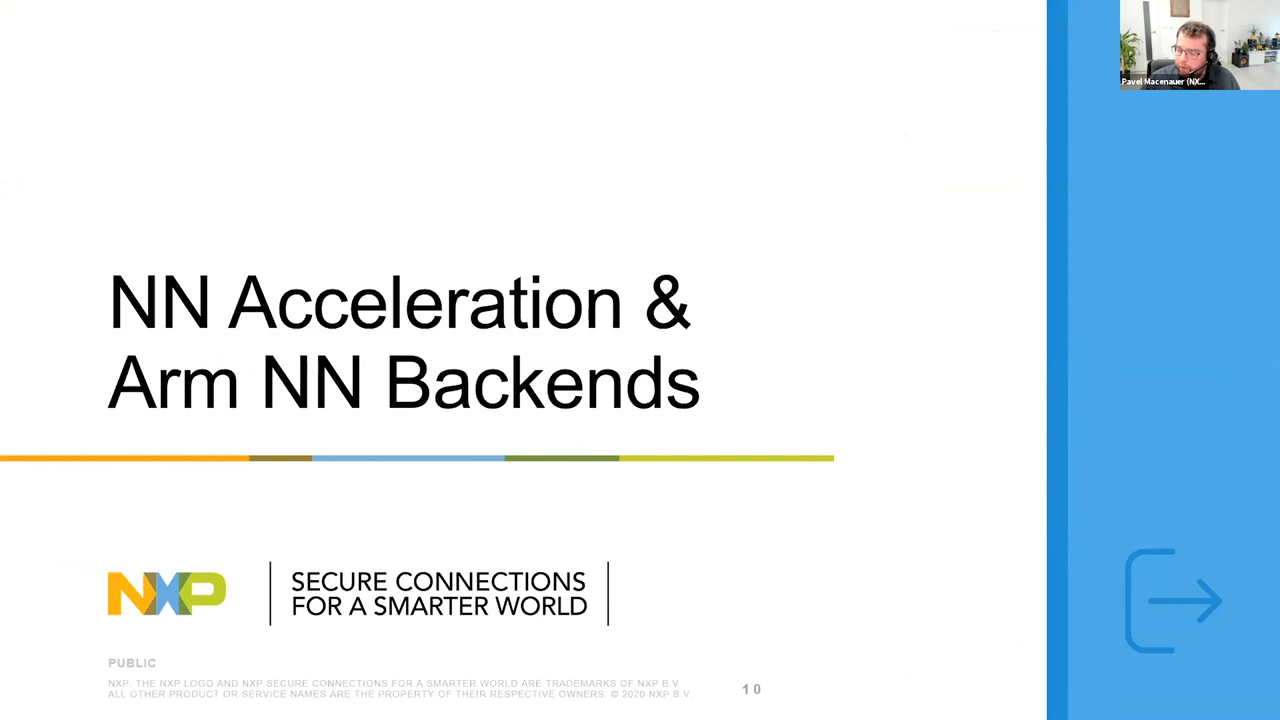 Pavel Macenauer (NX...
NN Acceleration &
Arm NN Backends
NXP
SECURE CONNECTIONS
FOR A SMARTER WORLD
PUBLIC
NXP, THE NXP LOGO AND NXP SECURE CONNECTIONS FOR A SMARTER WORLD ARE TRADEMARKS OF NXP B.V
ALL OTHER PRODUCT OR SERVICE NAMES ARE THE PROPERTY OF THEIR RESPECTIVE OWNERS. © 2020 NXP B.V.
10